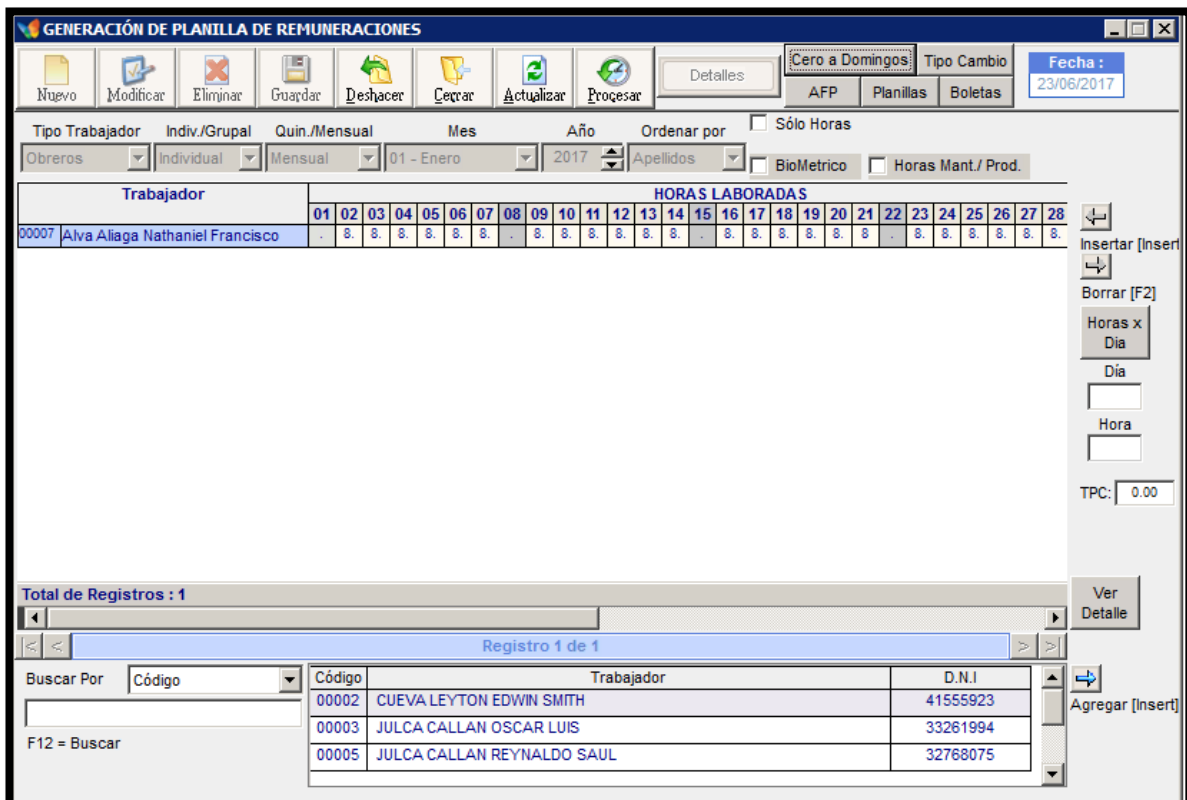 GENERACIÓN DE PLANILLA DE REMUNERACIONES
Nuevo Modificar Eliminar Guardar Deshacer Cerrar Actualizar Procesar Detalles
Cero a Domingos Tipo Cambio
AFP Planillas Boletas
Fecha :
23/06/2017
Tipo Trabajador Indiv./Grupal Quin./Mensual Mes Año Ordenar por Sólo Horas
Obreros Individual Mensual 01 - Enero 2017 Apellidos BioMetrico Horas Mant./ Prod.
Trabajador HORAS LABORADAS
01 02 03 04 05 06 07 08 09 10 11 12 13 14 15 16 17 18 19 20 21 22 23 24 25 26 27 28
00007 Alva Aliaga Nathaniel Francisco . 8. 8. 8. 8. 8. 8. . 8. 8. 8. 8. 8. 8. . 8. 8. 8. 8. 8. 8 . 8. 8. 8. 8. 8. 8.
Insertar [Insert
Borrar [F2]
Horas x
Dia
Día
Hora
TPC: 0.00
Total de Registros : 1
Ver
Detalle
|< < Registro 1 de 1 > >|
Buscar Por Código
F12 = Buscar
Código Trabajador D.N.I
00002 CUEVA LEYTON EDWIN SMITH 41555923
00003 JULCA CALLAN OSCAR LUIS 33261994
00005 JULCA CALLAN REYNALDO SAUL 32768075
Agregar [Insert]